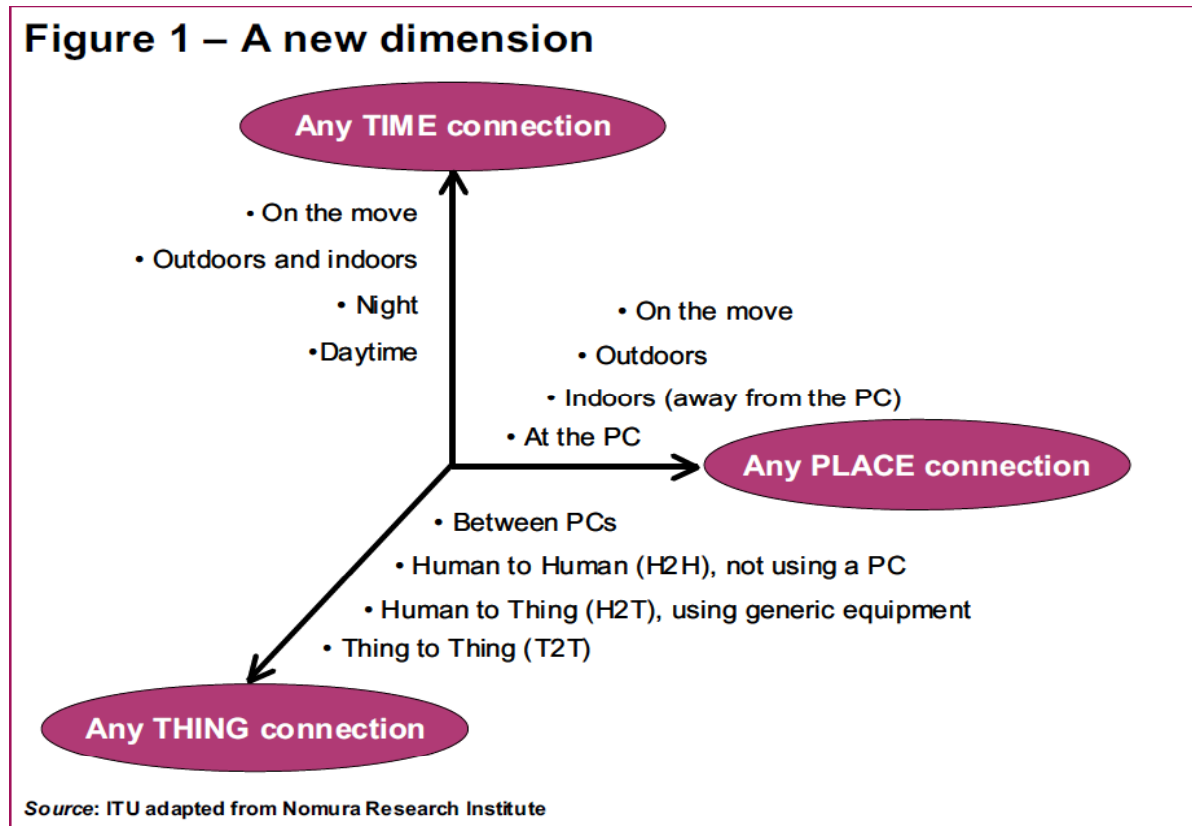 Figure 1 – A new dimension
Any TIME connection
• On the move
• Outdoors and indoors
• Night
•Daytime
• On the move
• Outdoors
• Indoors (away from the PC)
• At the PC
Any PLACE connection
• Between PCs
• Human to Human (H2H), not using a PC
• Human to Thing (H2T), using generic equipment
• Thing to Thing (T2T)
Any THING connection
Source: ITU adapted from Nomura Research Institute